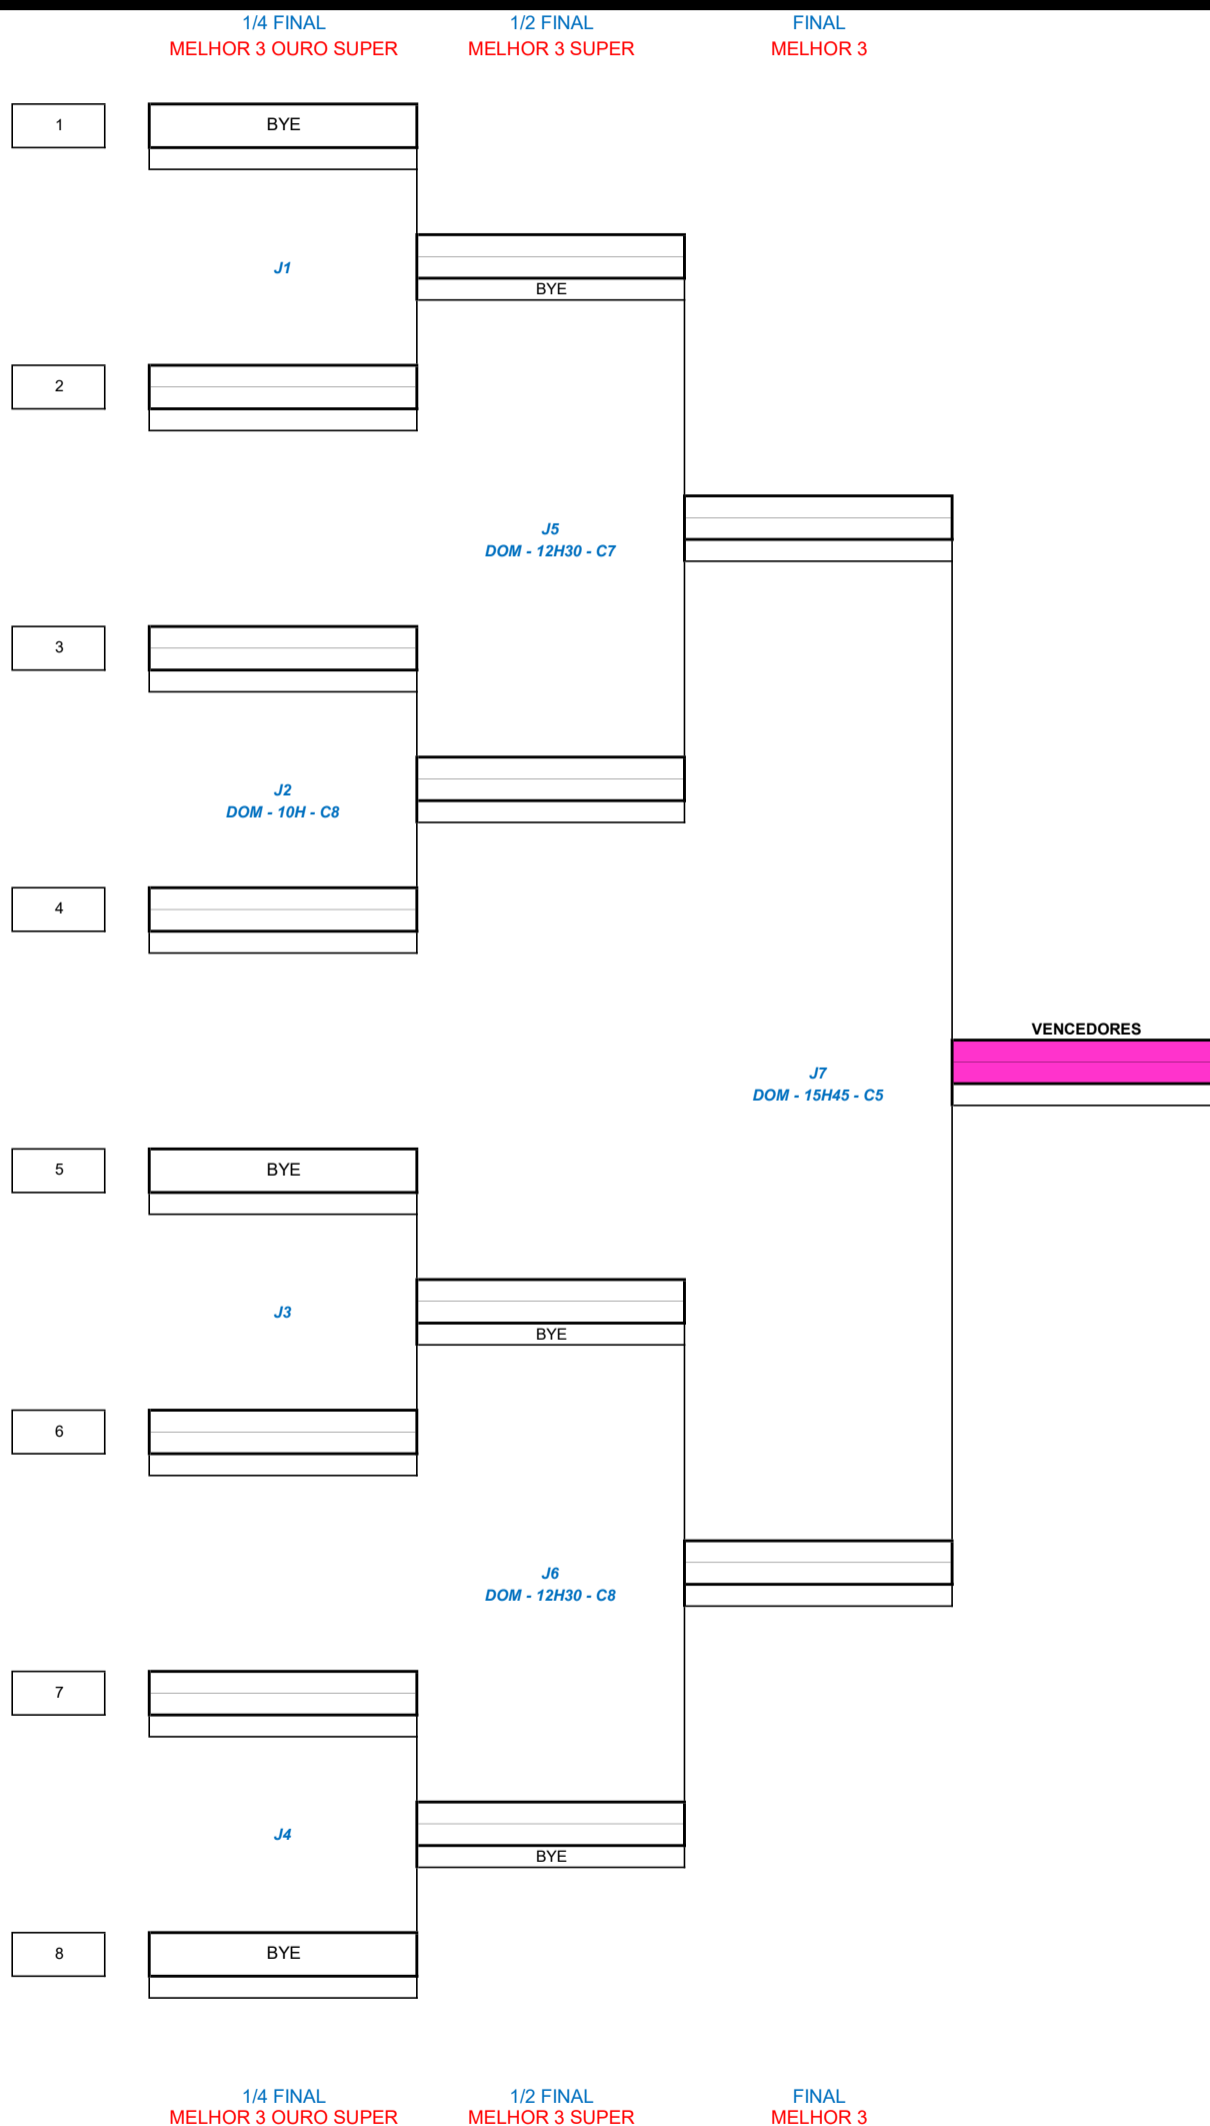 1/4 FINAL
1/2 FINAL
FINAL
MELHOR 3 OURO SUPER
MELHOR 3 SUPER
MELHOR 3
1
BYE
J1
BYE
2
J5
DOM - 12H30 - C7
3
J2
DOM - 10H - C8
4
VENCEDORES
J7
DOM - 15H45 - C5
5
BYE
J3
BYE
6
J6
DOM - 12H30 - C8
7
J4
BYE
8
BYE
1/4 FINAL
1/2 FINAL
FINAL
MELHOR 3 OURO SUPER
MELHOR 3 SUPER
MELHOR 3